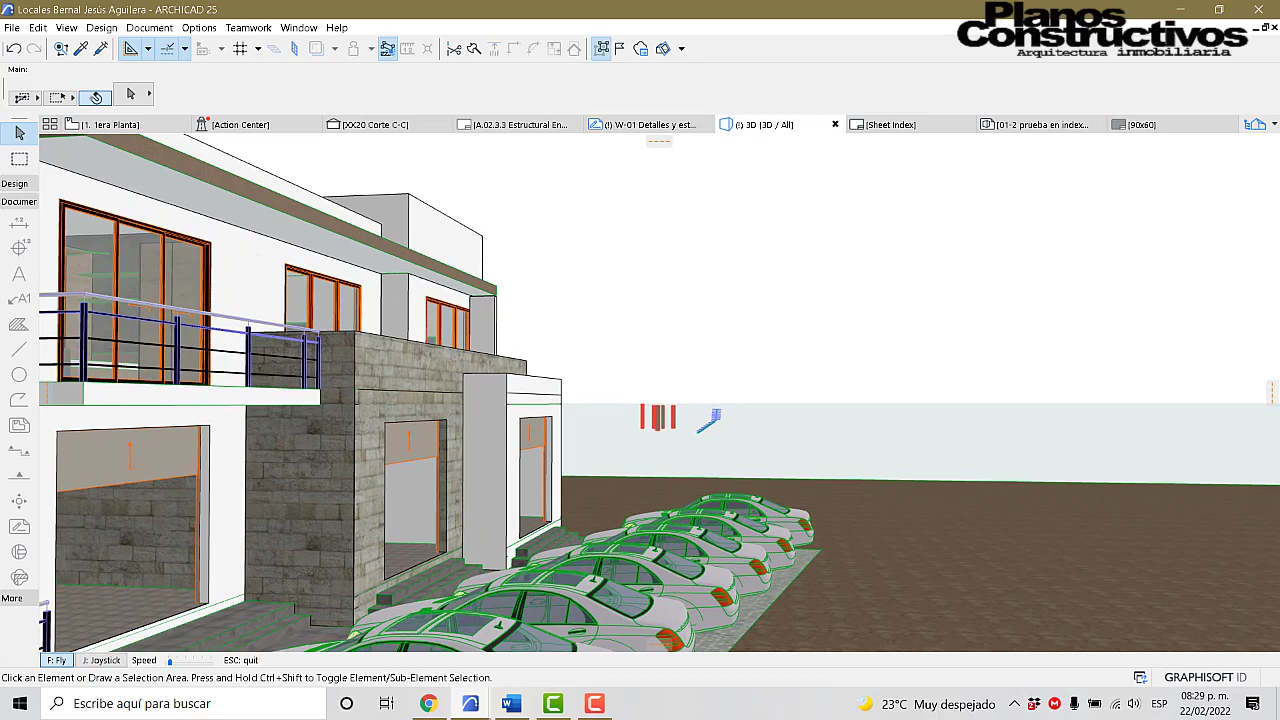 Locales Bernal Jesús Aguilera - ARCHICAD 25
Planos
Constructivos
Arquitectura inmobiliaria
File Edit View Design Document Options Teamwork Window Help
Main:
[1. 1era Planta] [Action Center] [XX20 Corte C-C] [A.02.3.3 Estructural En... (!) W-01 Detalles y est... (!) 3D [3D / All] [Sheet Index] [01-2 prueba en index... [90x60]
Design
Document
More
F: Fly J: Joystick Speed ESC: quit
Click an Element or Draw a Selection Area. Press and Hold Ctrl+Shift to Toggle Element/Sub-Element Selection.
GRAPHISOFT ID
Escribe aquí para buscar
23°C Muy despejado
ESP
08:29 p. m.
22/02/2022